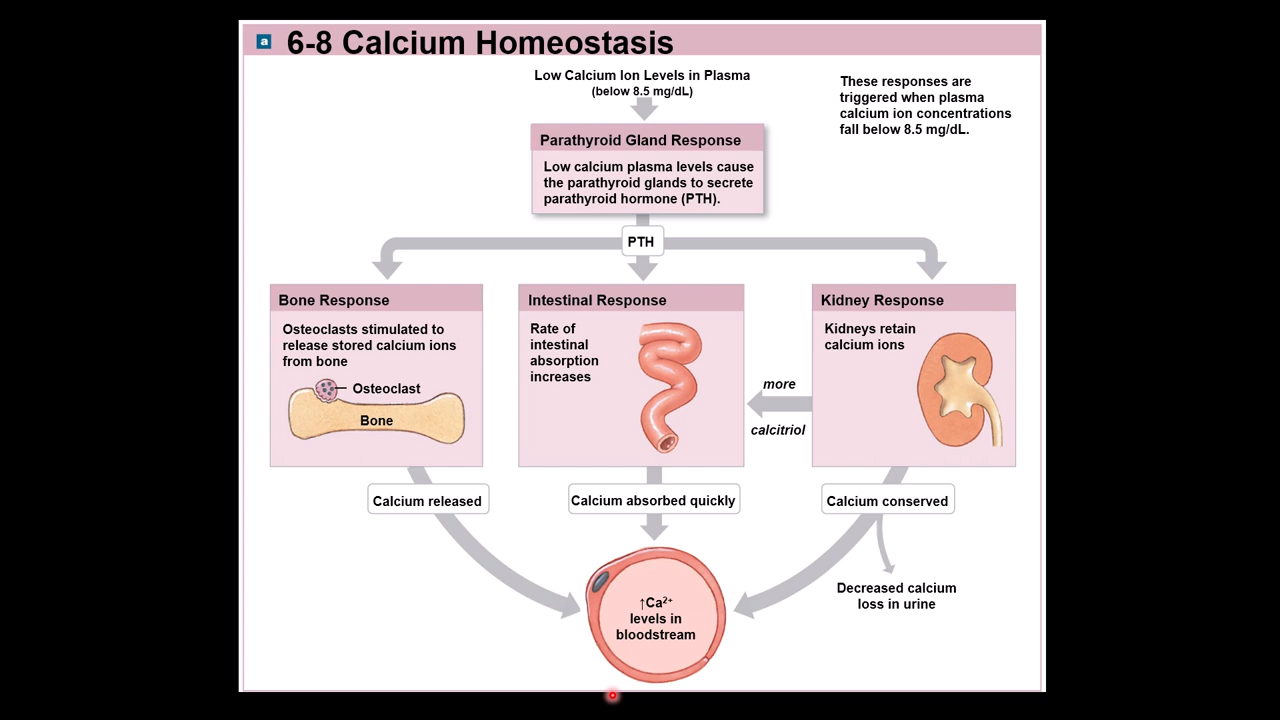 a 6-8 Calcium Homeostasis
Low Calcium Ion Levels in Plasma
(below 8.5 mg/dL)
These responses are
triggered when plasma
calcium ion concentrations
fall below 8.5 mg/dL.
Parathyroid Gland Response
Low calcium plasma levels cause
the parathyroid glands to secrete
parathyroid hormone (PTH).
PTH
Bone Response
Osteoclasts stimulated to
release stored calcium ions
from bone
Osteoclast
Bone
Intestinal Response
Rate of
intestinal
absorption
increases
more
calcitriol
Kidney Response
Kidneys retain
calcium ions
Calcium released
Calcium absorbed quickly
Calcium conserved
Decreased calcium
loss in urine
↑Ca²⁺
levels in
bloodstream